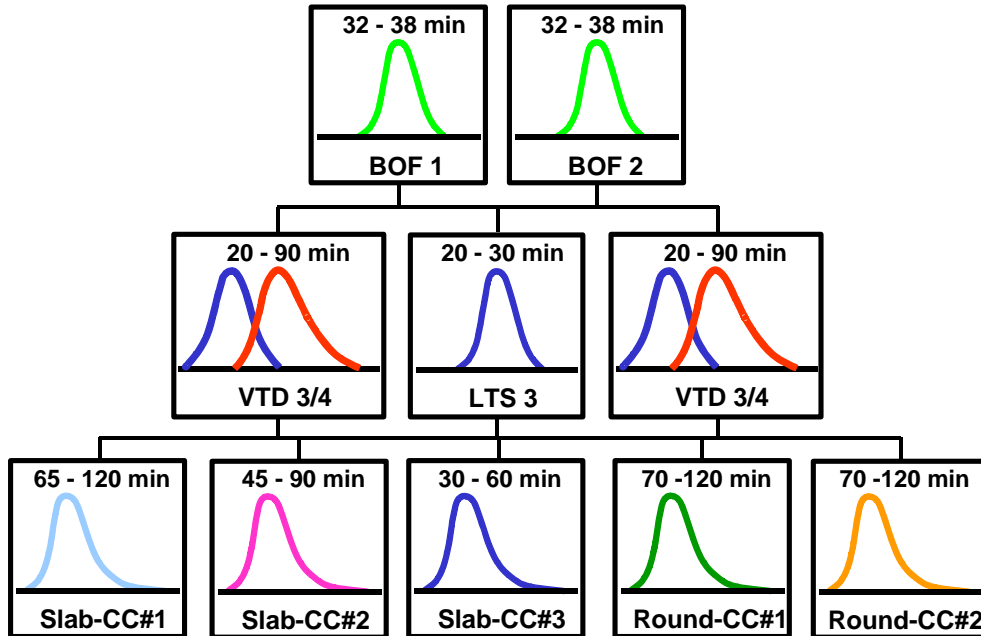 32 - 38 min
32 - 38 min
BOF 1
BOF 2
20 - 90 min
20 - 30 min
20 - 90 min
VTD 3/4
LTS 3
VTD 3/4
65 - 120 min
45 - 90 min
30 - 60 min
70 -120 min
70 -120 min
Slab-CC#1
Slab-CC#2
Slab-CC#3
Round-CC#1
Round-CC#2